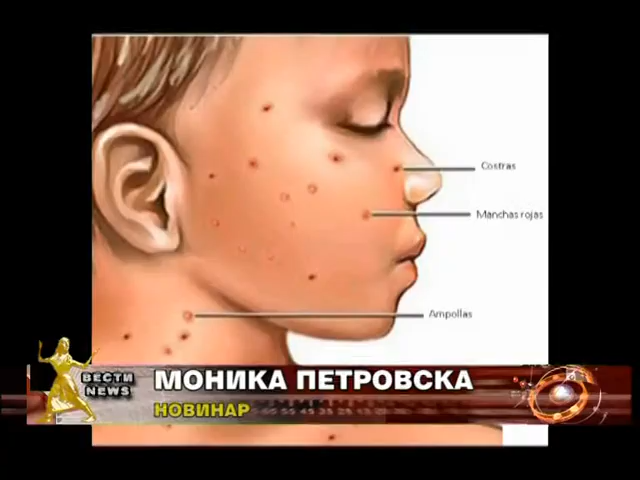 Costras
Manchas rojas
Ampollas
ВЕСТИ
NEWS
МОНИКА ПЕТРОВСКА
НОВИНАР